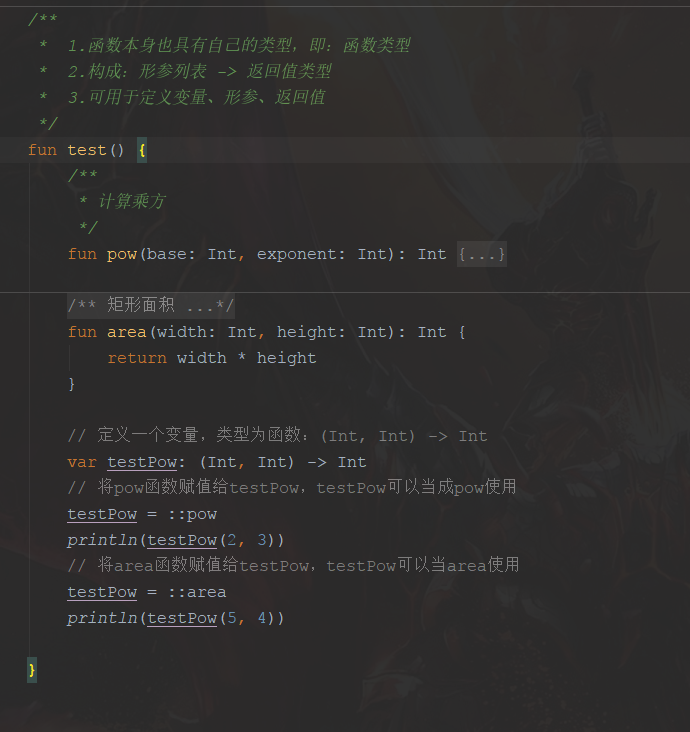 /**
 *  1.函数本身也具有自己的类型，即：函数类型
 *  2.构成：形参列表 -> 返回值类型
 *  3.可用于定义变量、形参、返回值
 */
fun test() {
    /**
     * 计算乘方
     */
    fun pow(base: Int, exponent: Int): Int {...}
    /** 矩形面积 ...*/
    fun area(width: Int, height: Int): Int {
        return width * height
    }
    // 定义一个变量，类型为函数：(Int, Int) -> Int
    var testPow: (Int, Int) -> Int
    // 将pow函数赋值给testPow，testPow可以当成pow使用
    testPow = ::pow
    println(testPow(2, 3))
    // 将area函数赋值给testPow，testPow可以当area使用
    testPow = ::area
    println(testPow(5, 4))
}